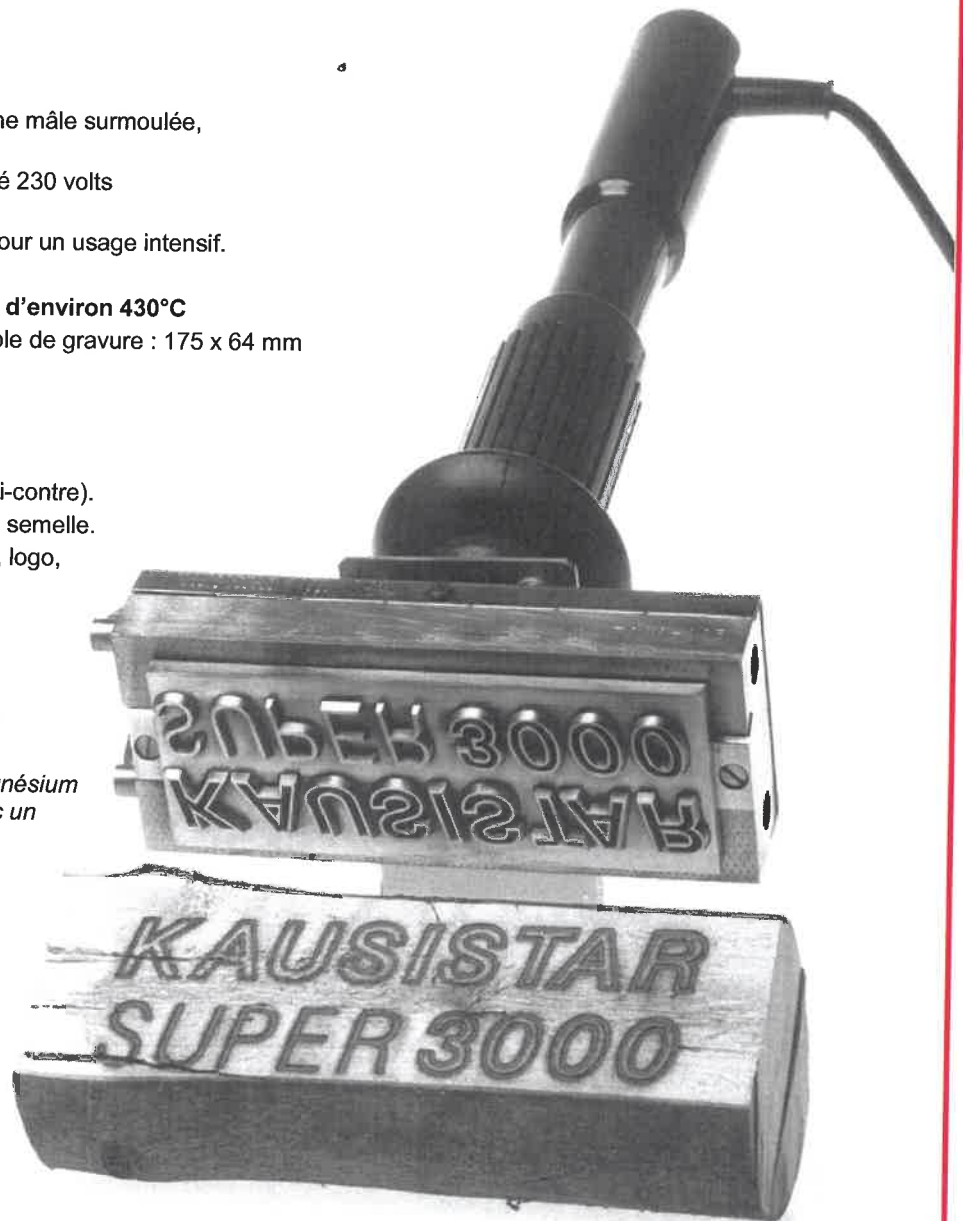 ne mâle surmoulée,
é 230 volts
our un usage intensif.
d'environ 430°C
ble de gravure : 175 x 64 mm
i-contre).
semelle.
logo,
nésium
c un
SUPER 3000
KAUSISTAR
KAUSISTAR
SUPER 3000